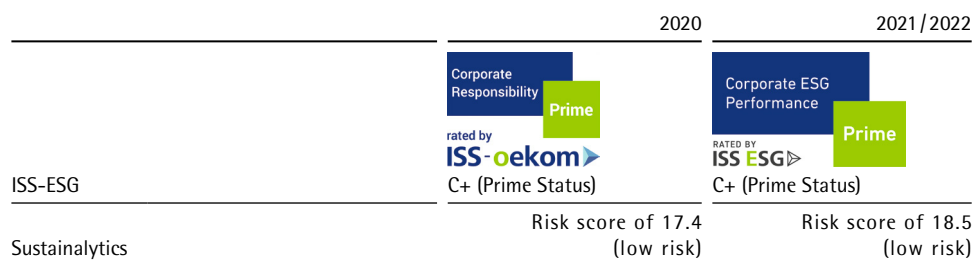 2020 2021/2022
Corporate
Responsibility
Prime
rated by
ISS-oekom
Corporate ESG
Performance
Prime
RATED BY
ISS ESG
ISS-ESG C+ (Prime Status) C+ (Prime Status)
Risk score of 17.4 Risk score of 18.5
Sustainalytics (low risk) (low risk)